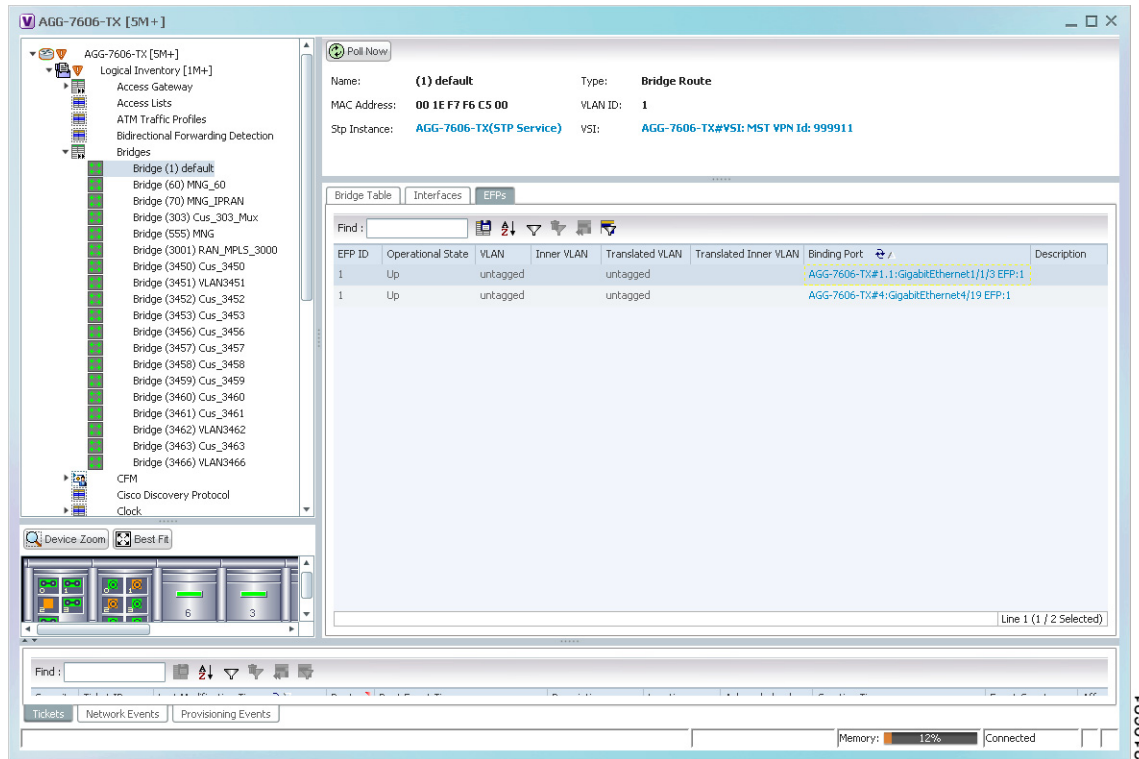 AGG-7606-TX [5M+]
AGG-7606-TX [5M+]
Logical Inventory [1M+]
Access Gateway
Access Lists
ATM Traffic Profiles
Bidirectional Forwarding Detection
Bridges
Bridge (1) default
Bridge (60) MNG_60
Bridge (70) MNG_IPRAN
Bridge (303) Cus_303_Mux
Bridge (555) MNG
Bridge (3001) RAN_MPLS_3000
Bridge (3450) Cus_3450
Bridge (3451) VLAN3451
Bridge (3452) Cus_3452
Bridge (3453) Cus_3453
Bridge (3456) Cus_3456
Bridge (3457) Cus_3457
Bridge (3458) Cus_3458
Bridge (3459) Cus_3459
Bridge (3460) Cus_3460
Bridge (3461) Cus_3461
Bridge (3462) VLAN3462
Bridge (3463) Cus_3463
Bridge (3466) VLAN3466
CFM
Cisco Discovery Protocol
Clock
Device Zoom Best Fit
6 3
Poll Now
Name: (1) default Type: Bridge Route
MAC Address: 00 1E F7 F6 C5 00 VLAN ID: 1
Stp Instance: AGG-7606-TX(STP Service) VSI: AGG-7606-TX#VSI: MST VPN Id: 999911
Bridge Table Interfaces EFPs
Find :
EFP ID Operational State VLAN Inner VLAN Translated VLAN Translated Inner VLAN Binding Port Description
1 Up untagged untagged AGG-7606-TX#1.1:GigabitEthernet1/1/3 EFP:1
1 Up untagged untagged AGG-7606-TX#4:GigabitEthernet4/19 EFP:1
Line 1 (1 / 2 Selected)
Find :
Tickets Network Events Provisioning Events
Memory: 12% Connected